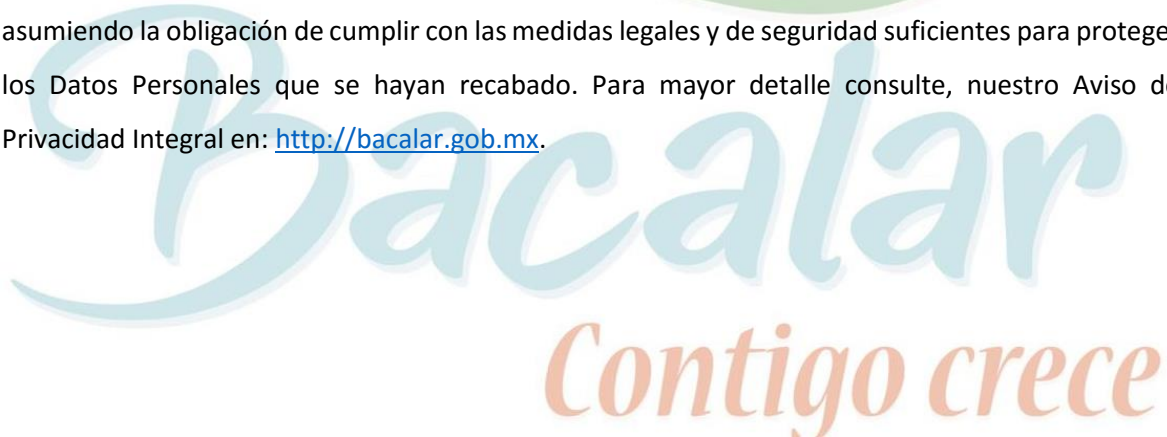 asumiendo la obligación de cumplir con las medidas legales y de seguridad suficientes para protege
los Datos Personales que se hayan recabado. Para mayor detalle consulte, nuestro Aviso d
Privacidad Integral en: http://bacalar.gob.mx.
Bacalar
Contigo crece